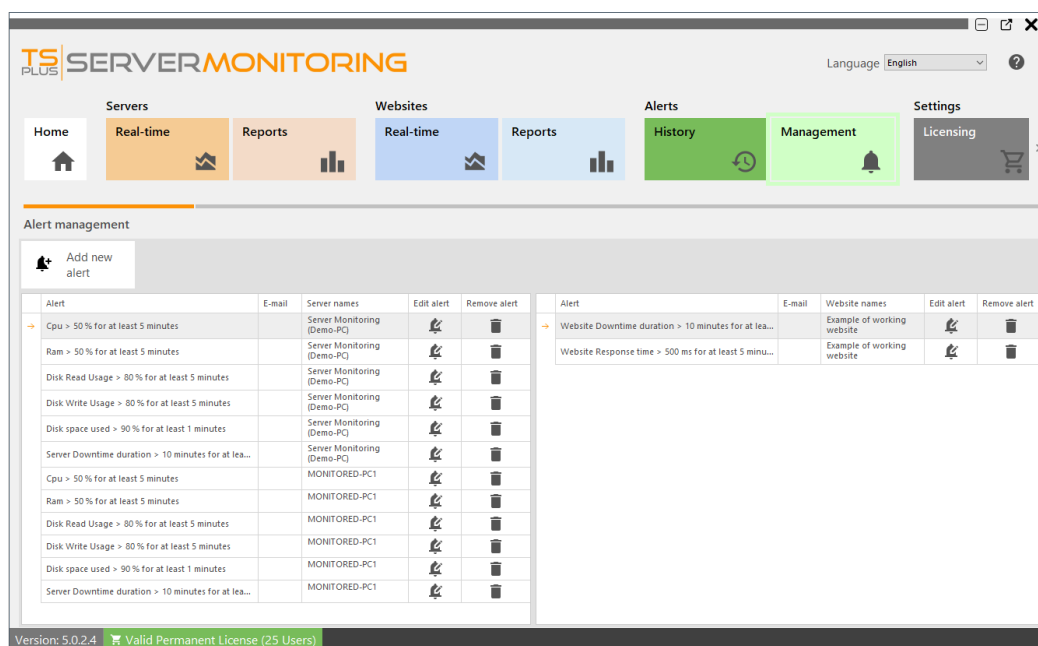 TS PLUS SERVERMONITORING
Language English
Servers Websites Alerts Settings
Home Real-time Reports Real-time Reports History Management Licensing
Alert management
Add new
alert
Alert E-mail Server names Edit alert Remove alert
Cpu > 50 % for at least 5 minutes Server Monitoring (Demo-PC)
Ram > 50 % for at least 5 minutes Server Monitoring (Demo-PC)
Disk Read Usage > 80 % for at least 5 minutes Server Monitoring (Demo-PC)
Disk Write Usage > 80 % for at least 5 minutes Server Monitoring (Demo-PC)
Disk space used > 90 % for at least 1 minutes Server Monitoring (Demo-PC)
Server Downtime duration > 10 minutes for at lea... Server Monitoring (Demo-PC)
Cpu > 50 % for at least 5 minutes MONITORED-PC1
Ram > 50 % for at least 5 minutes MONITORED-PC1
Disk Read Usage > 80 % for at least 5 minutes MONITORED-PC1
Disk Write Usage > 80 % for at least 5 minutes MONITORED-PC1
Disk space used > 90 % for at least 1 minutes MONITORED-PC1
Server Downtime duration > 10 minutes for at lea... MONITORED-PC1
Alert E-mail Website names Edit alert Remove alert
Website Downtime duration > 10 minutes for at lea... Example of working website
Website Response time > 500 ms for at least 5 minu... Example of working website
Version: 5.0.2.4 Valid Permanent License (25 Users)